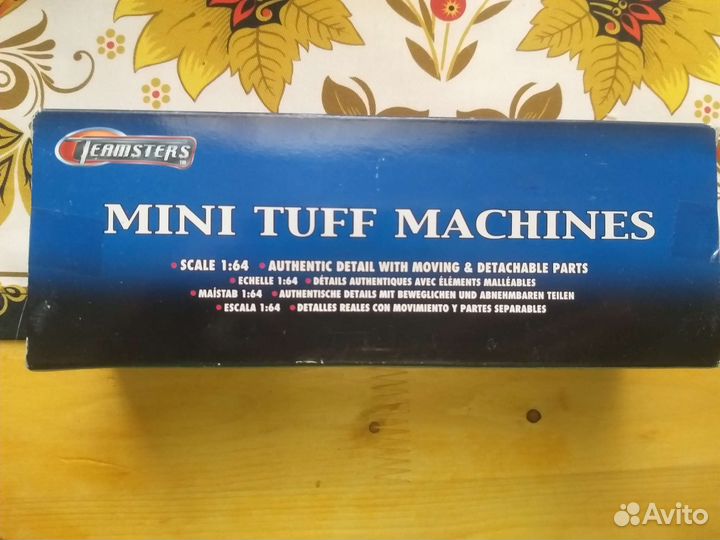 TEAMSTERS TM
MINI TUFF MACHINES
• SCALE 1:64 • AUTHENTIC DETAIL WITH MOVING & DETACHABLE PARTS
• ECHELLE 1:64 • DÉTAILS AUTHENTIQUES AVEC ÉLÉMENTS MALLÉABLES
• MAÍSTAB 1:64 • AUTHENTISCHE DETAILS MIT BEWEGLICHEN UND ABNEHMBAREN TEILEN
• ESCALA 1:64 • DETALLES REALES CON MOVIMIENTO Y PARTES SEPARABLES
Avito